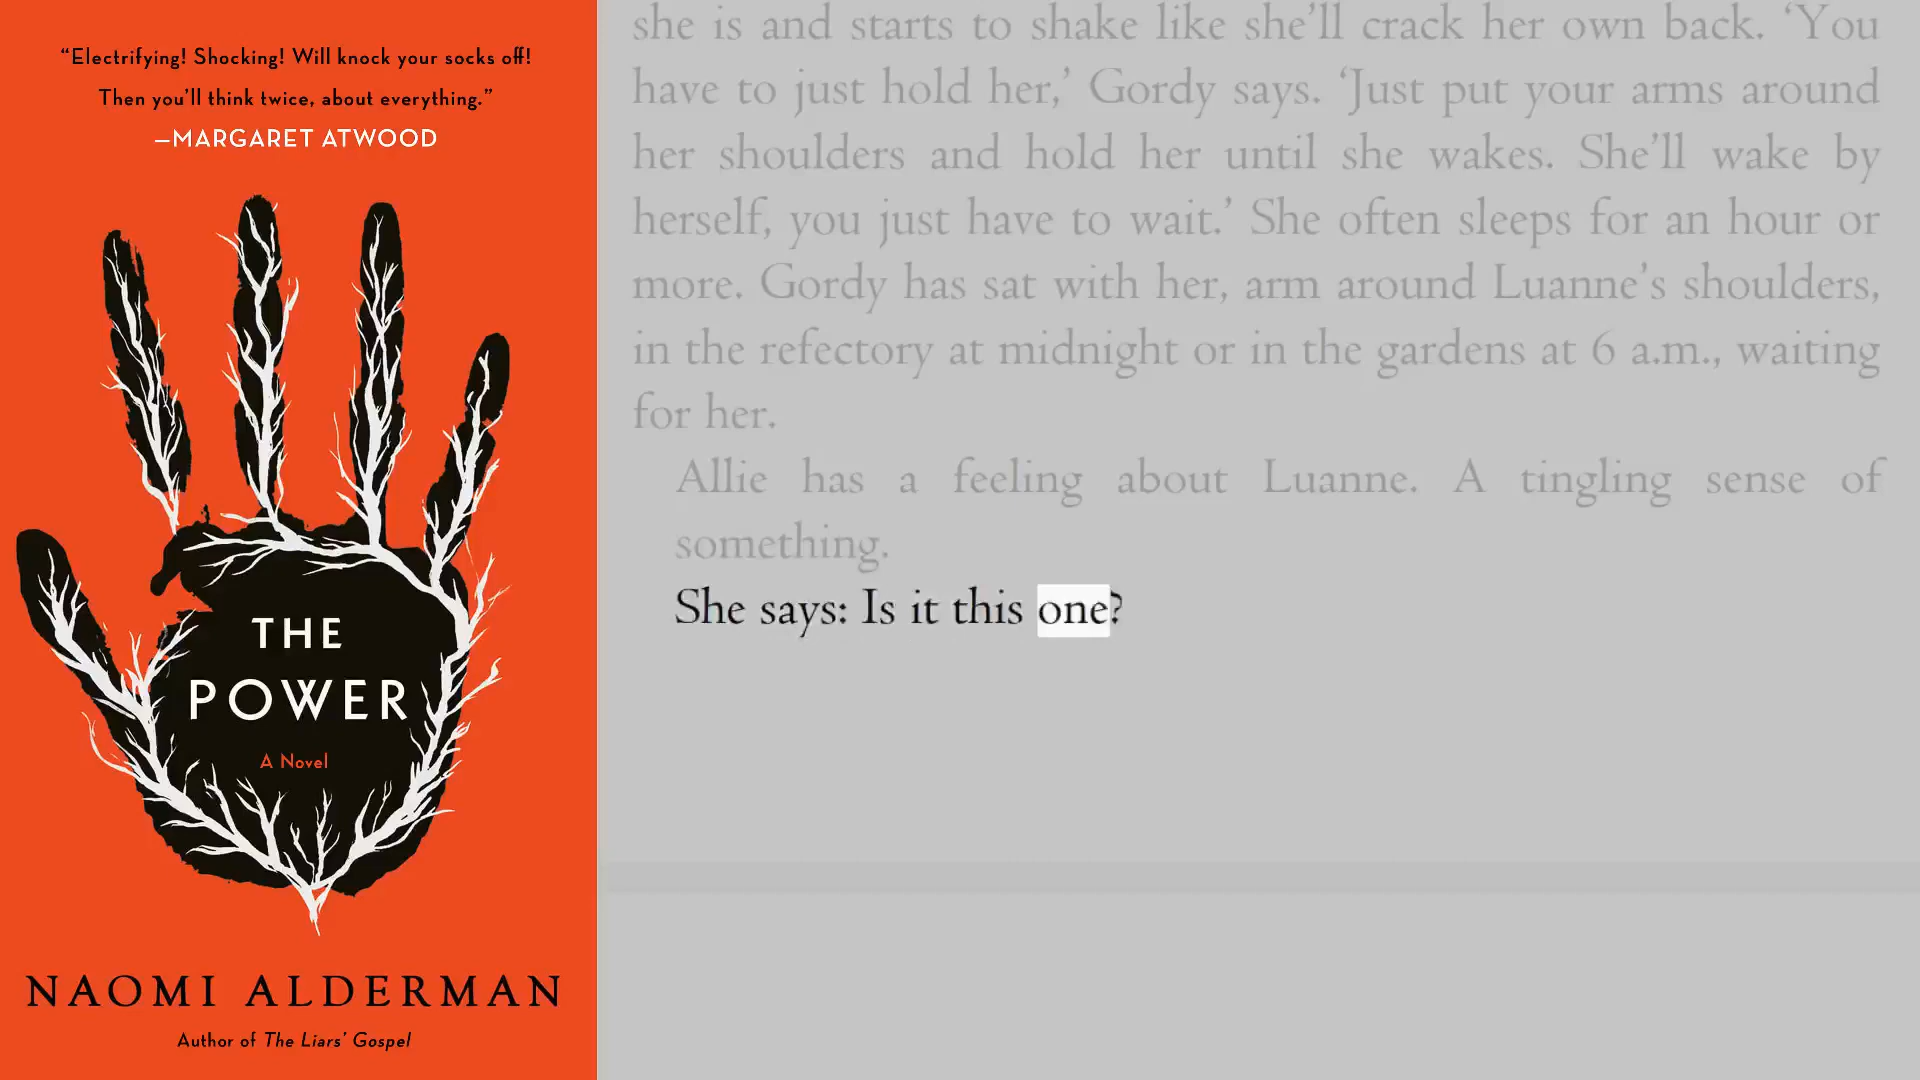 “Electrifying! Shocking! Will knock your socks off!
Then you’ll think twice, about everything.”
—MARGARET ATWOOD
THE
POWER
A Novel
NAOMI ALDERMAN
Author of The Liars’ Gospel
she is and starts to shake like she’ll crack her own back. ‘You
have to just hold her,’ Gordy says. ‘Just put your arms around
her shoulders and hold her until she wakes. She’ll wake by
herself, you just have to wait.’ She often sleeps for an hour or
more. Gordy has sat with her, arm around Luanne’s shoulders,
in the refectory at midnight or in the gardens at 6 a.m., waiting
for her.
Allie has a feeling about Luanne. A tingling sense of
something.
She says: Is it this one?